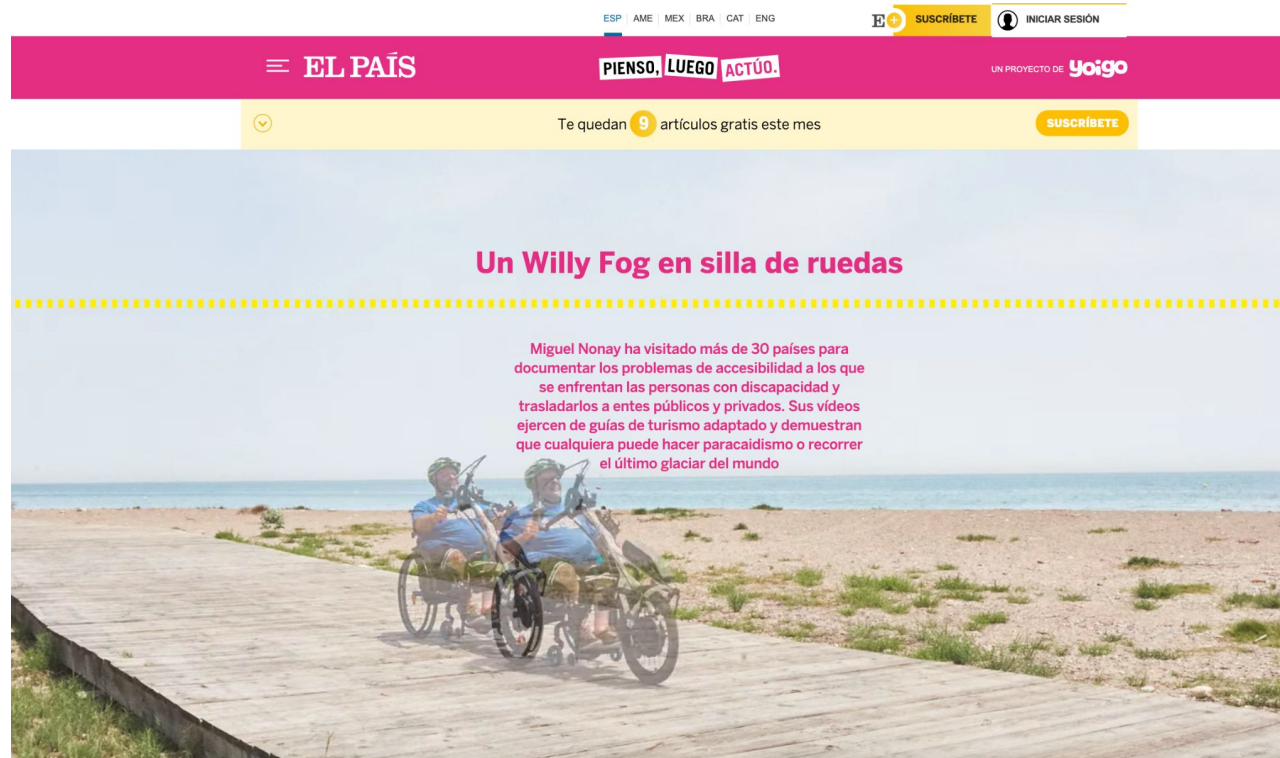 ESP AME MEX BRA CAT ENG
E+ SUSCRÍBETE
INICIAR SESIÓN
EL PAÍS
PIENSO, LUEGO ACTÚO.
UN PROYECTO DE yoigo
Te quedan 9 artículos gratis este mes
SUSCRÍBETE
Un Willy Fog en silla de ruedas
Miguel Nonay ha visitado más de 30 países para
documentar los problemas de accesibilidad a los que
se enfrentan las personas con discapacidad y
trasladarlos a entes públicos y privados. Sus vídeos
ejercen de guías de turismo adaptado y demuestran
que cualquiera puede hacer paracaidismo o recorrer
el último glaciar del mundo